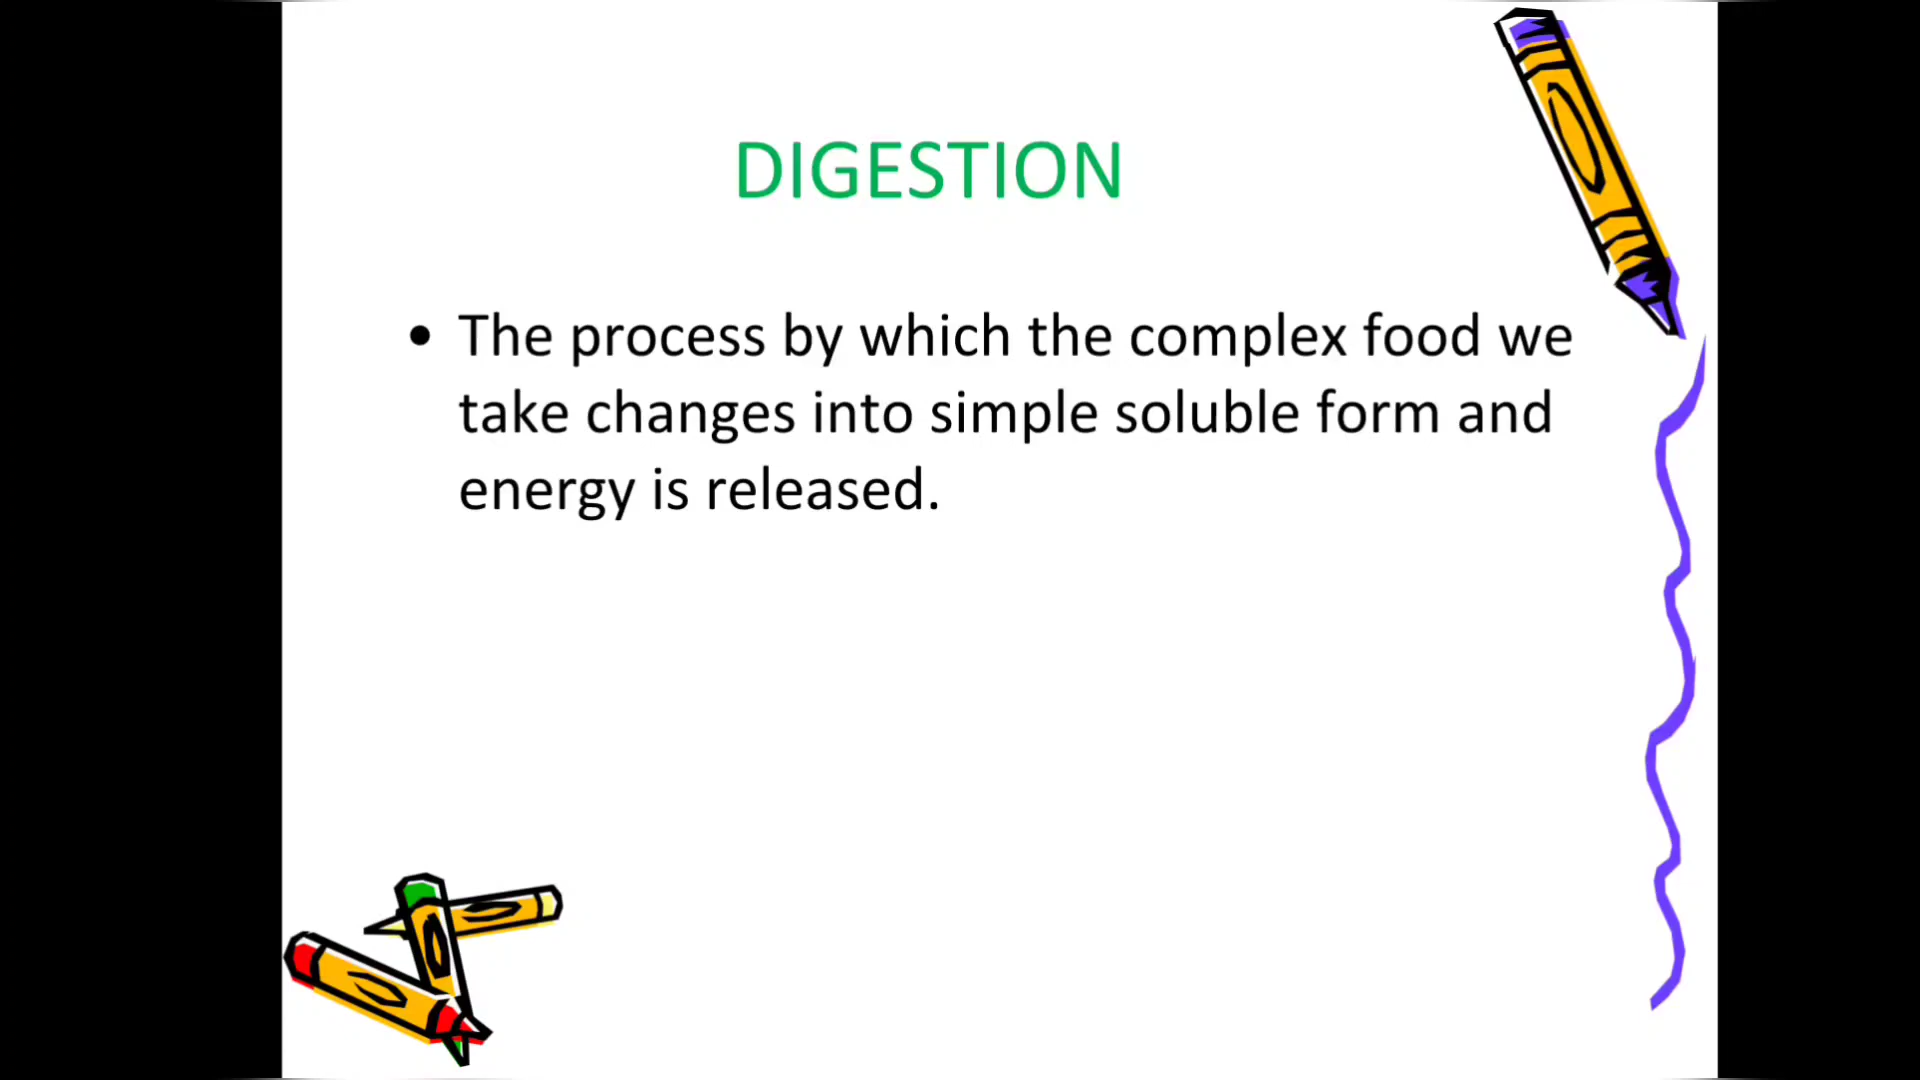 DIGESTION
• The process by which the complex food we
take changes into simple soluble form and
energy is released.